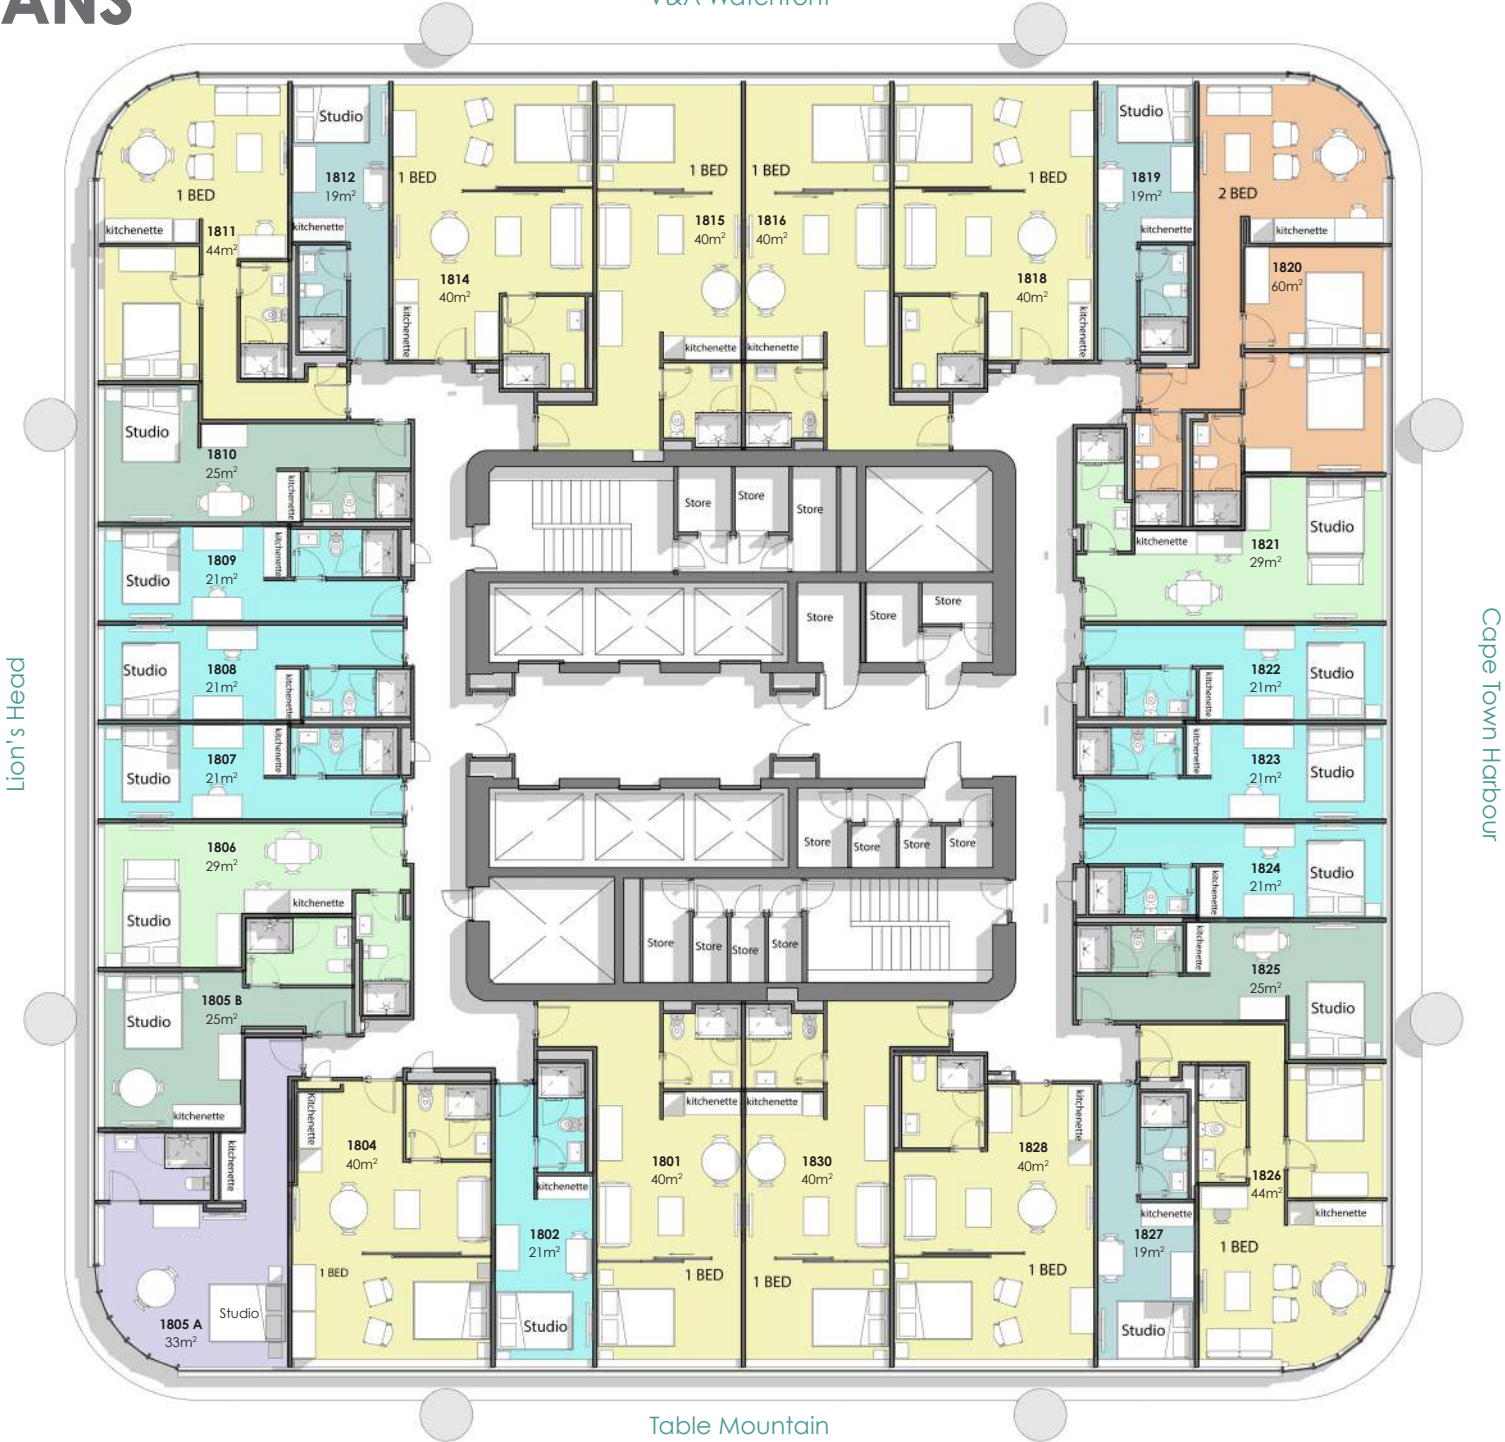 ANS
V&A Waterfront
Studio
Studio
1 BED
1811
44m²
kitchenette
1812
19m²
kitchenette
1 BED
1814
40m²
kitchenette
1 BED
1815
40m²
kitchenette
1 BED
1816
40m²
kitchenette
1 BED
1818
40m²
kitchenette
1819
19m²
kitchenette
2 BED
kitchenette
1820
60m²
Studio
1810
25m²
kitchenette
Store
Store
Store
Studio
1821
29m²
kitchenette
1809
21m²
Studio
kitchenette
Store
Store
Store
Studio
1808
21m²
kitchenette
1822
21m²
Studio
kitchenette
Lion's Head
Cape Town Harbour
1807
21m²
Studio
kitchenette
1823
21m²
Studio
kitchenette
1806
29m²
kitchenette
Studio
Store
Store
Store
Store
1824
21m²
Studio
kitchenette
Store
Store
Store
Store
1805 B
25m²
Studio
kitchenette
kitchenette
1825
25m²
Studio
kitchenette
kitchenette
kitchenette
Kitchenette
1804
40m²
1 BED
kitchenette
1802
21m²
Studio
1801
40m²
1 BED
1830
40m²
1 BED
kitchenette
1828
40m²
1 BED
kitchenette
1827
19m²
Studio
1826
44m²
kitchenette
1 BED
1805 A
33m²
Studio
Table Mountain